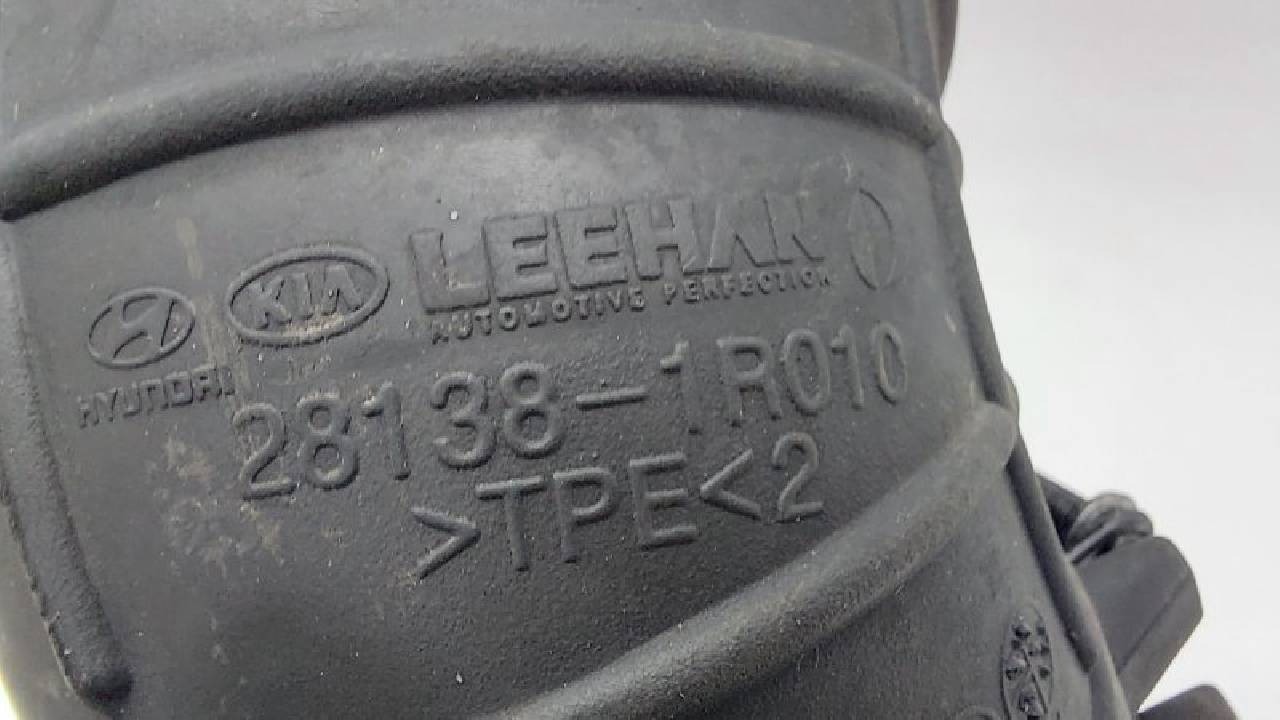 KIA LEEHAN
AUTOMOTIVE PERFECTION
HYUNDAI 28138-1R010
>TPE<2